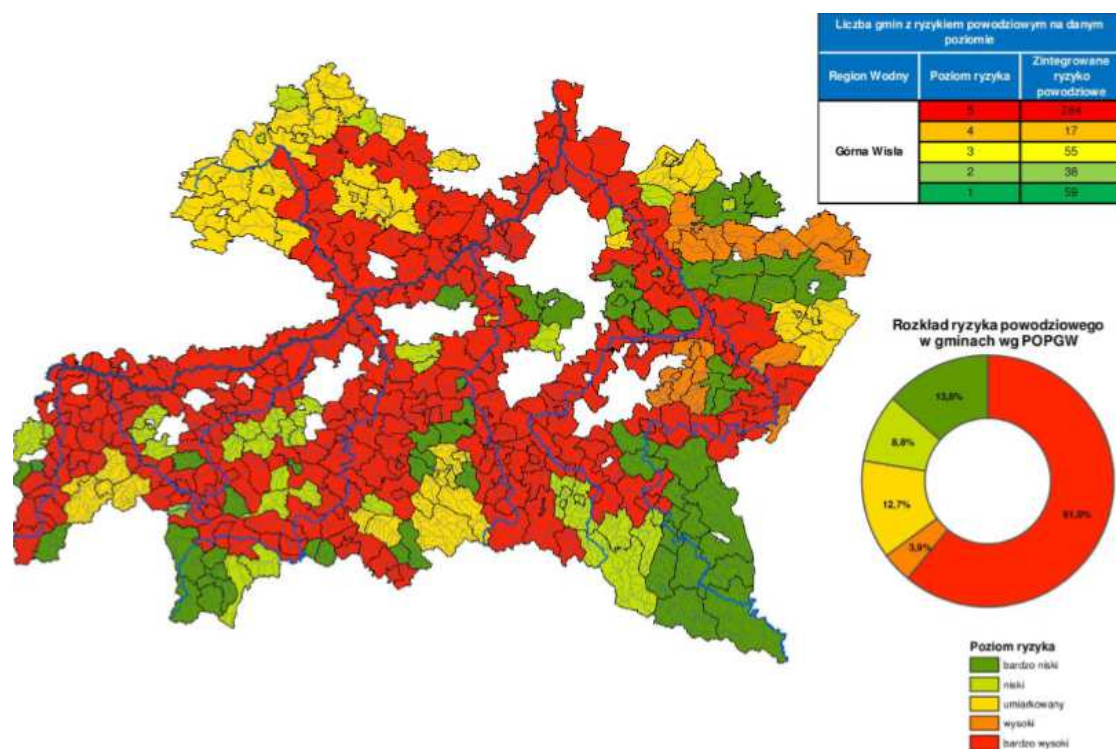 Liczba gmin z ryzykiem powodziowym na danym
poziomie
Region Wodny
Poziom ryzyka
Zintegrowane
ryzyko
powodziowe
Górna Wisła
5 264
4 17
3 55
2 38
1 59
Rozkład ryzyka powodziowego
w gminach wg POPGW
13,6%
8,8%
12,7%
3,9%
61,0%
Poziom ryzyka
bardzo niski
niski
umiarkowany
wysoki
bardzo wysoki